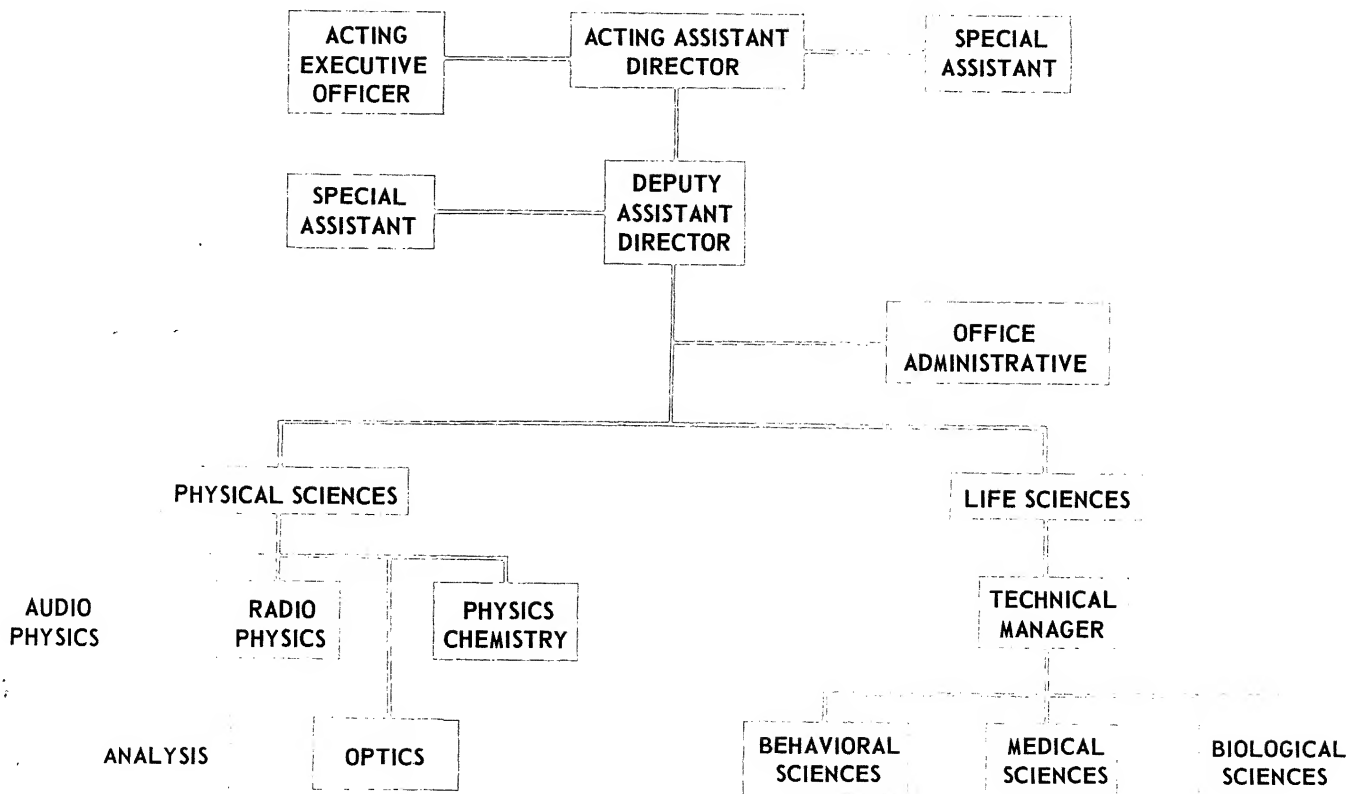 ACTING
EXECUTIVE
OFFICER
ACTING ASSISTANT
DIRECTOR
SPECIAL
ASSISTANT
SPECIAL
ASSISTANT
DEPUTY
ASSISTANT
DIRECTOR
OFFICE
ADMINISTRATIVE
PHYSICAL SCIENCES
LIFE SCIENCES
AUDIO
PHYSICS
RADIO
PHYSICS
PHYSICS
CHEMISTRY
TECHNICAL
MANAGER
ANALYSIS
OPTICS
BEHAVIORAL
SCIENCES
MEDICAL
SCIENCES
BIOLOGICAL
SCIENCES